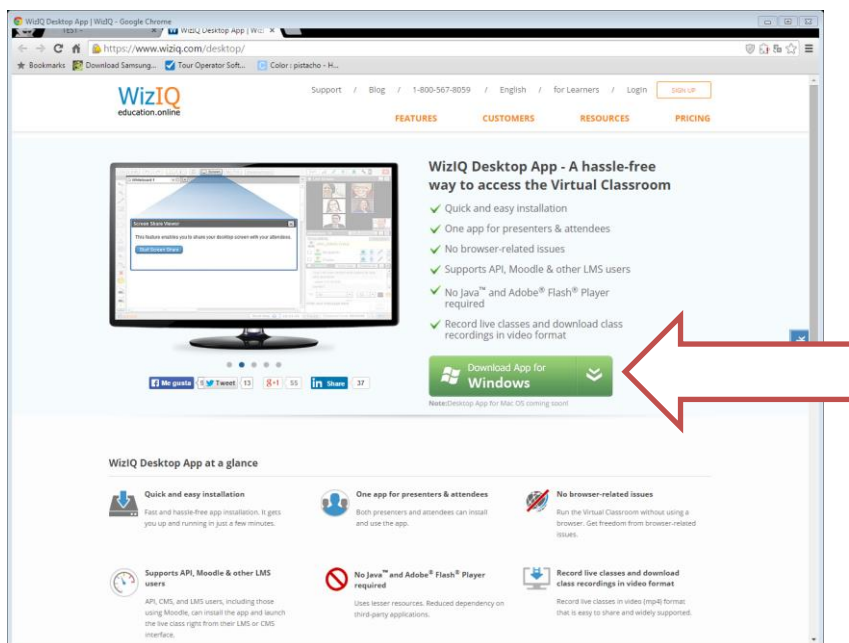 WizIQ Desktop App | WizIQ - Google Chrome
TEST -
WizIQ Desktop App | Wiz
https://www.wiziq.com/desktop/
Bookmarks Download Samsung... Tour Operator Soft... Color : pistacho - H...
WizIQ
education.online
Support / Blog / 1-800-567-8059 / English / for Learners / Login SIGN UP
FEATURES CUSTOMERS RESOURCES PRICING
WizIQ Desktop App - A hassle-free
way to access the Virtual Classroom
Quick and easy installation
One app for presenters & attendees
No browser-related issues
Supports API, Moodle & other LMS users
No Java™ and Adobe® Flash® Player
required
Record live classes and download class
recordings in video format
Screen Share Viewer
This feature enables you to share your desktop screen with your attendees.
Start Screen Share
Download App for
Windows
Note:Desktop App for Mac OS coming soon!
Me gusta Tweet 13 g+1 55 in Share 37
WizIQ Desktop App at a glance
Quick and easy installation
Fast and hassle-free app installation. It gets
you up and running in just a few minutes.
One app for presenters & attendees
Both presenters and attendees can install
and use the app.
No browser-related issues
Run the Virtual Classroom without using a
browser. Get freedom from browser-related
issues.
Supports API, Moodle & other LMS
users
API, CMS, and LMS users, including those
using Moodle, can install the app and launch
the live class right from their LMS or CMS
interface.
No Java™ and Adobe® Flash® Player
required
Uses lesser resources. Reduced dependency on
third-party applications.
Record live classes and download
class recordings in video format
Record live classes in video (mp4) format
that is easy to share and widely supported.